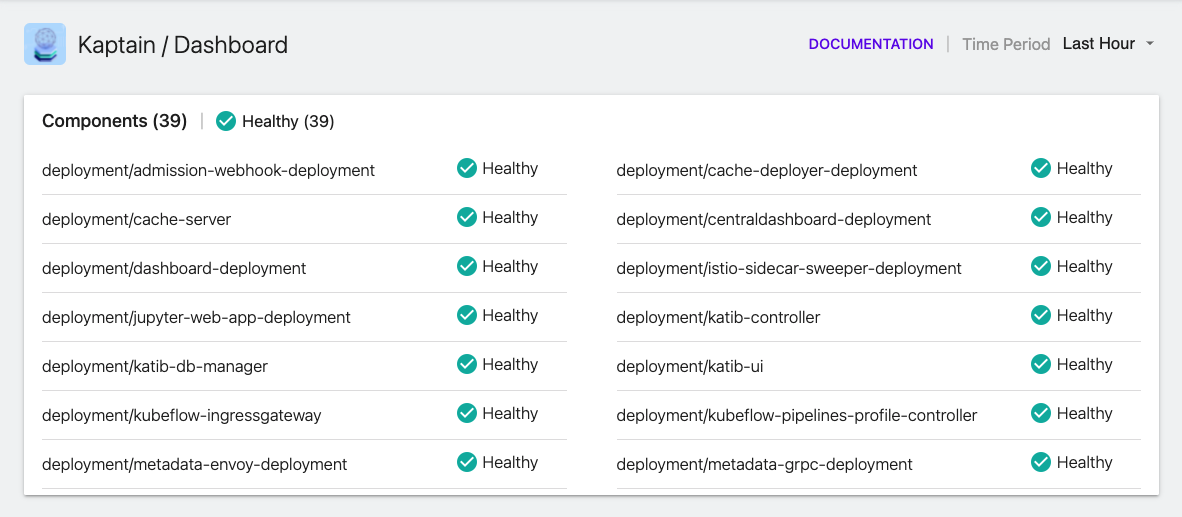 Kaptain / Dashboard
DOCUMENTATION | Time Period Last Hour
Components (39) | Healthy (39)
deployment/admission-webhook-deployment Healthy deployment/cache-deployer-deployment Healthy
deployment/cache-server Healthy deployment/centraldashboard-deployment Healthy
deployment/dashboard-deployment Healthy deployment/istio-sidecar-sweeper-deployment Healthy
deployment/jupyter-web-app-deployment Healthy deployment/katib-controller Healthy
deployment/katib-db-manager Healthy deployment/katib-ui Healthy
deployment/kubeflow-ingressgateway Healthy deployment/kubeflow-pipelines-profile-controller Healthy
deployment/metadata-envoy-deployment Healthy deployment/metadata-grpc-deployment Healthy